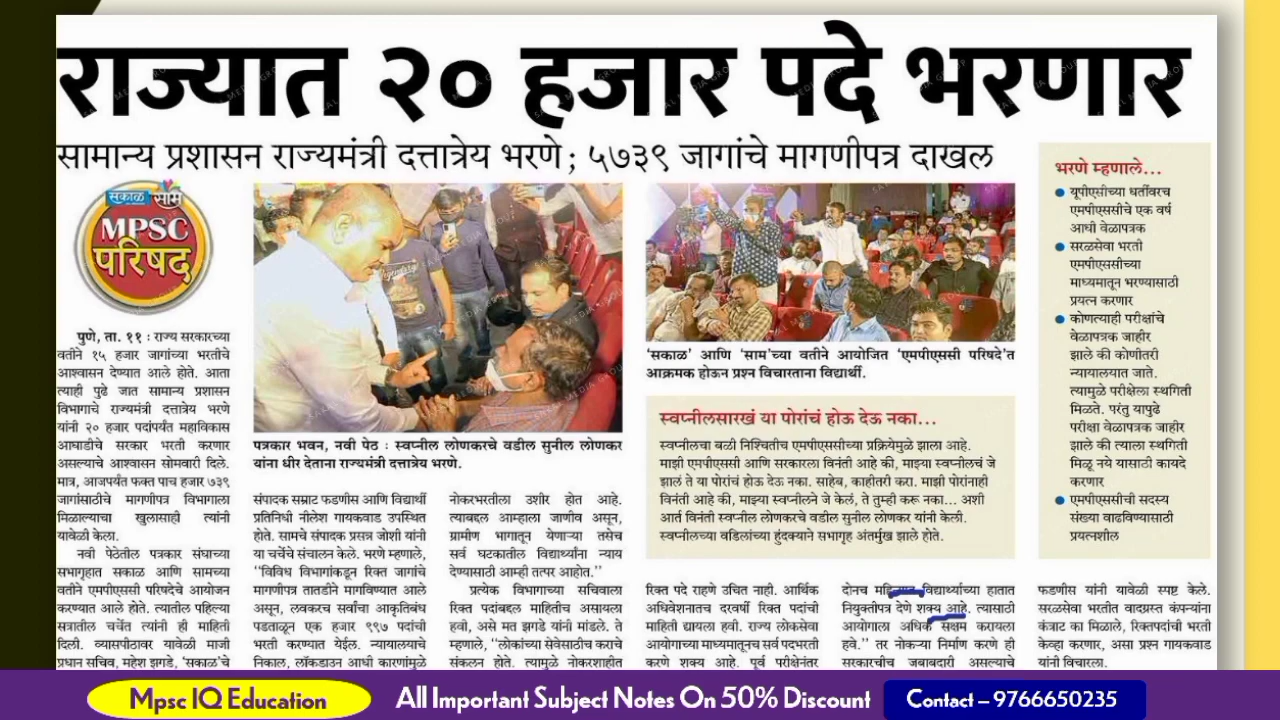 राज्यात २० हजार पदे भरणार
सामान्य प्रशासन राज्यमंत्री दत्तात्रेय भरणे; ५७३९ जागांचे मागणीपत्र दाखल
सकाळ साम
MPSC
परिषद
पुणे, ता. ११ : राज्य सरकारच्या
वतीने १५ हजार जागांच्या भरतीचे
आश्वासन देण्यात आले होते. आता
त्याही पुढे जात सामान्य प्रशासन
विभागाचे राज्यमंत्री दत्तात्रेय भरणे
यांनी २० हजार पदांपर्यंत महाविकास
आघाडीचे सरकार भरती करणार
असल्याचे आश्वासन सोमवारी दिले.
मात्र, आजपर्यंत फक्त पाच हजार ७३९
जागांसाठीचे मागणीपत्र विभागाला
मिळाल्याचा खुलासाही त्यांनी
यावेळी केला.
नवी पेठेतील पत्रकार संघाच्या
सभागृहात सकाळ आणि सामच्या
वतीने एमपीएससी परिषदेचे आयोजन
करण्यात आले होते. त्यातील पहिल्या
सत्रातील चर्चेत त्यांनी ही माहिती
दिली. व्यासपीठावर यावेळी माजी
प्रधान सचिव, महेश झगडे, 'सकाळ'चे
पत्रकार भवन, नवी पेठ : स्वप्नील लोणकरचे वडील सुनील लोणकर
यांना धीर देताना राज्यमंत्री दत्तात्रेय भरणे.
संपादक सम्राट फडणीस आणि विद्यार्थी
प्रतिनिधी नीलेश गायकवाड उपस्थित
होते. सामचे संपादक प्रसन्न जोशी यांनी
या चर्चेचे संचालन केले. भरणे म्हणाले,
''विविध विभागांकडून रिक्त जागांचे
मागणीपत्र तातडीने मागविण्यात आले
असून, लवकरच सर्वांचा आकृतिबंध
पडताळून एक हजार ९९७ पदांची
भरती करण्यात येईल. न्यायालयाचे
निकाल, लॉकडाउन आधी कारणांमुळे
नोकरभरतीला उशीर होत आहे.
त्याबद्दल आम्हाला जाणीव असून,
ग्रामीण भागातून येणाऱ्या तसेच
सर्व घटकातील विद्यार्थ्यांना न्याय
देण्यासाठी आम्ही तत्पर आहोत.''
प्रत्येक विभागाच्या सचिवाला
रिक्त पदांबद्दल माहितीच असायला
हवी, असे मत झगडे यांनी मांडले. ते
म्हणाले, ''लोकांच्या सेवेसाठीच कराचे
संकलन होते. त्यामुळे नोकरशाहीत
'सकाळ' आणि 'साम'च्या वतीने आयोजित 'एमपीएससी परिषदे'त
आक्रमक होऊन प्रश्न विचारताना विद्यार्थी.
स्वप्नीलसारखं या पोरांचं होऊ देऊ नका...
स्वप्नीलचा बळी निश्चितीच एमपीएससीच्या प्रक्रियेमुळे झाला आहे.
माझी एमपीएससी आणि सरकारला विनंती आहे की, माझ्या स्वप्नीलचं जे
झालं ते या पोरांचं होऊ देऊ नका. साहेब, काहीतरी करा. माझी पोरांनाही
विनंती आहे की, माझ्या स्वप्नीलने जे केलं, ते तुम्ही करू नका... अशी
आर्त विनंती स्वप्नील लोणकरचे वडील सुनील लोणकर यांनी केली.
स्वप्नीलच्या वडिलांच्या हुंदक्याने सभागृह अंतर्मुख झाले होते.
रिक्त पदे राहणे उचित नाही. आर्थिक
अधिवेशनातच दरवर्षी रिक्त पदांची
माहिती द्यायला हवी. राज्य लोकसेवा
आयोगाच्या माध्यमातूनच सर्व पदभरती
करणे शक्य आहे. पूर्व परीक्षेनंतर
दोनच महिन्यात विद्यार्थ्याच्या हातात
नियुक्तीपत्र देणे शक्य आहे. त्यासाठी
आयोगाला अधिक सक्षम करायला
हवे.'' तर नोकऱ्या निर्माण करणे ही
सरकारचीच जबाबदारी असल्याचे
भरणे म्हणाले...
यूपीएसीच्या धर्तीवरच
एमपीएससीचे एक वर्ष
आधी वेळापत्रक
सरळसेवा भरती
एमपीएससीच्या
माध्यमातून भरण्यासाठी
प्रयत्न करणार
कोणत्याही परीक्षांचे
वेळापत्रक जाहीर
झाले की कोणीतरी
न्यायालयात जाते.
त्यामुळे परीक्षेला स्थगिती
मिळते. परंतु यापुढे
परीक्षा वेळापत्रक जाहीर
झाले की त्याला स्थगिती
मिळू नये यासाठी कायदे
करणार
एमपीएससीची सदस्य
संख्या वाढविण्यासाठी
प्रयत्नशील
फडणीस यांनी यावेळी स्पष्ट केले.
सरळसेवा भरतीत वादग्रस्त कंपन्यांना
कंत्राट का मिळाले, रिक्तपदांची भरती
केव्हा करणार, असा प्रश्न गायकवाड
यांनी विचारला.
Mpsc IQ Education
All Important Subject Notes On 50% Discount
Contact – 9766650235